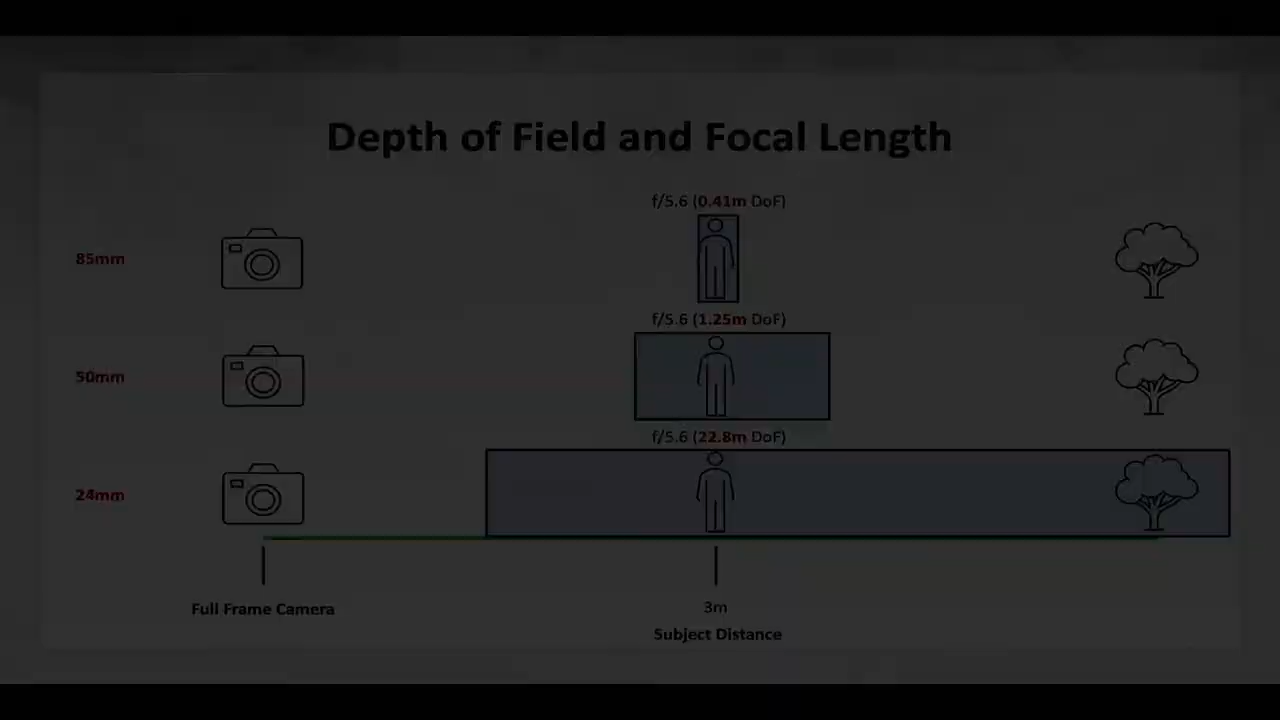 Depth of Field and Focal Length
f/5.6 (0.41m DoF)
85mm
f/5.6 (1.25m DoF)
50mm
f/5.6 (22.8m DoF)
24mm
Full Frame Camera
3m
Subject Distance